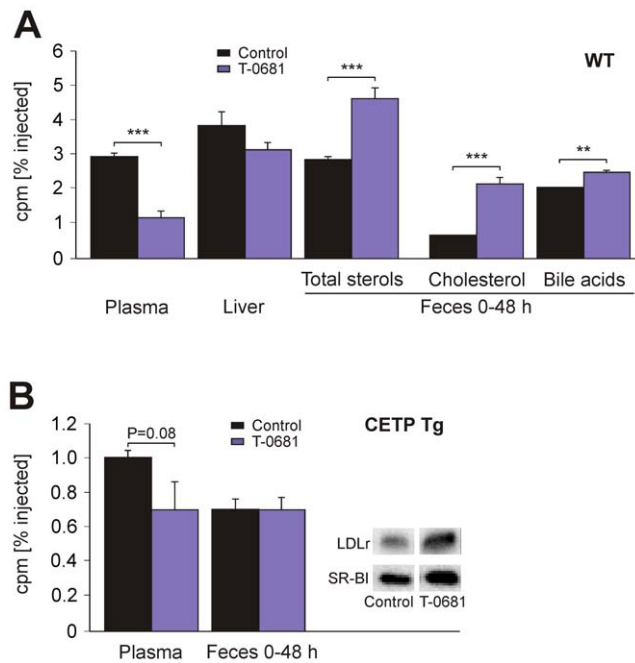 A
Control
T-0681
WT
cpm [% injected]
6
5
4
3
2
1
0
***
***
***
**
Total sterols
Cholesterol
Bile acids
Plasma
Liver
Feces 0-48 h
B
Control
T-0681
CETP Tg
cpm [% injected]
1.2
1.0
0.8
0.6
0.4
0.2
0
P=0.08
LDLr
SR-BI
Control T-0681
Plasma
Feces 0-48 h